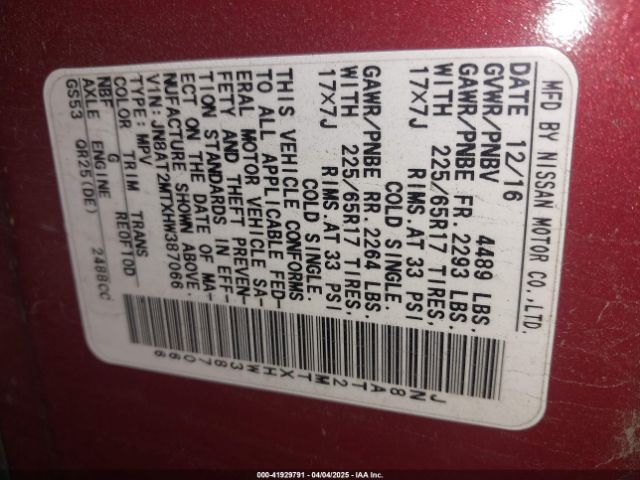 MFD BY NISSAN MOTOR CO.,LTD.
DATE 12/16
GVWR/PNBV 4489 LBS.
GAWR/PNBE FR. 2293 LBS.
WITH 225/65R17 TIRES,
17X7J RIMS AT 33 PSI
COLD SINGLE.
GAWR/PNBE RR. 2264 LBS.
WITH 225/65R17 TIRES,
17X7J RIMS AT 33 PSI
COLD SINGLE.
THIS VEHICLE CONFORMS
TO ALL APPLICABLE FED-
ERAL MOTOR VEHICLE SA-
FETY AND THEFT PREVEN-
TION STANDARDS IN EFF-
ECT ON THE DATE OF MA-
NUFACTURE SHOWN ABOVE.
VIN: JN8AT2MTXHW387066
TYPE: MPV
COLOR TRIM TRANS
NBF G RE0F10D
AXLE ENGINE
GS53 QR25(DE) 2488CC
JN8AT2MTXHW387066
000-41929791 - 04/04/2025 - IAA Inc.